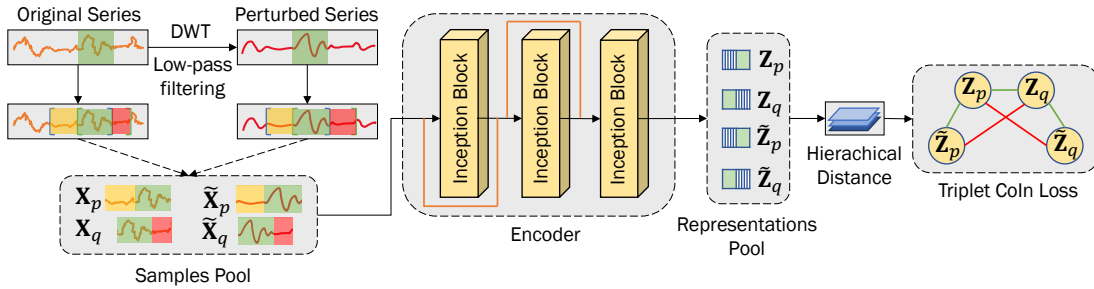 Original Series
DWT
Low-pass
filtering
Perturbed Series
X_p
X̃_p
X_q
X̃_q
Samples Pool
Inception Block
Inception Block
Inception Block
Encoder
Z_p
Z_q
Z̃_p
Z̃_q
Representations
Pool
Hierachical
Distance
Z_p
Z_q
Z̃_p
Z̃_q
Triplet CoIn Loss